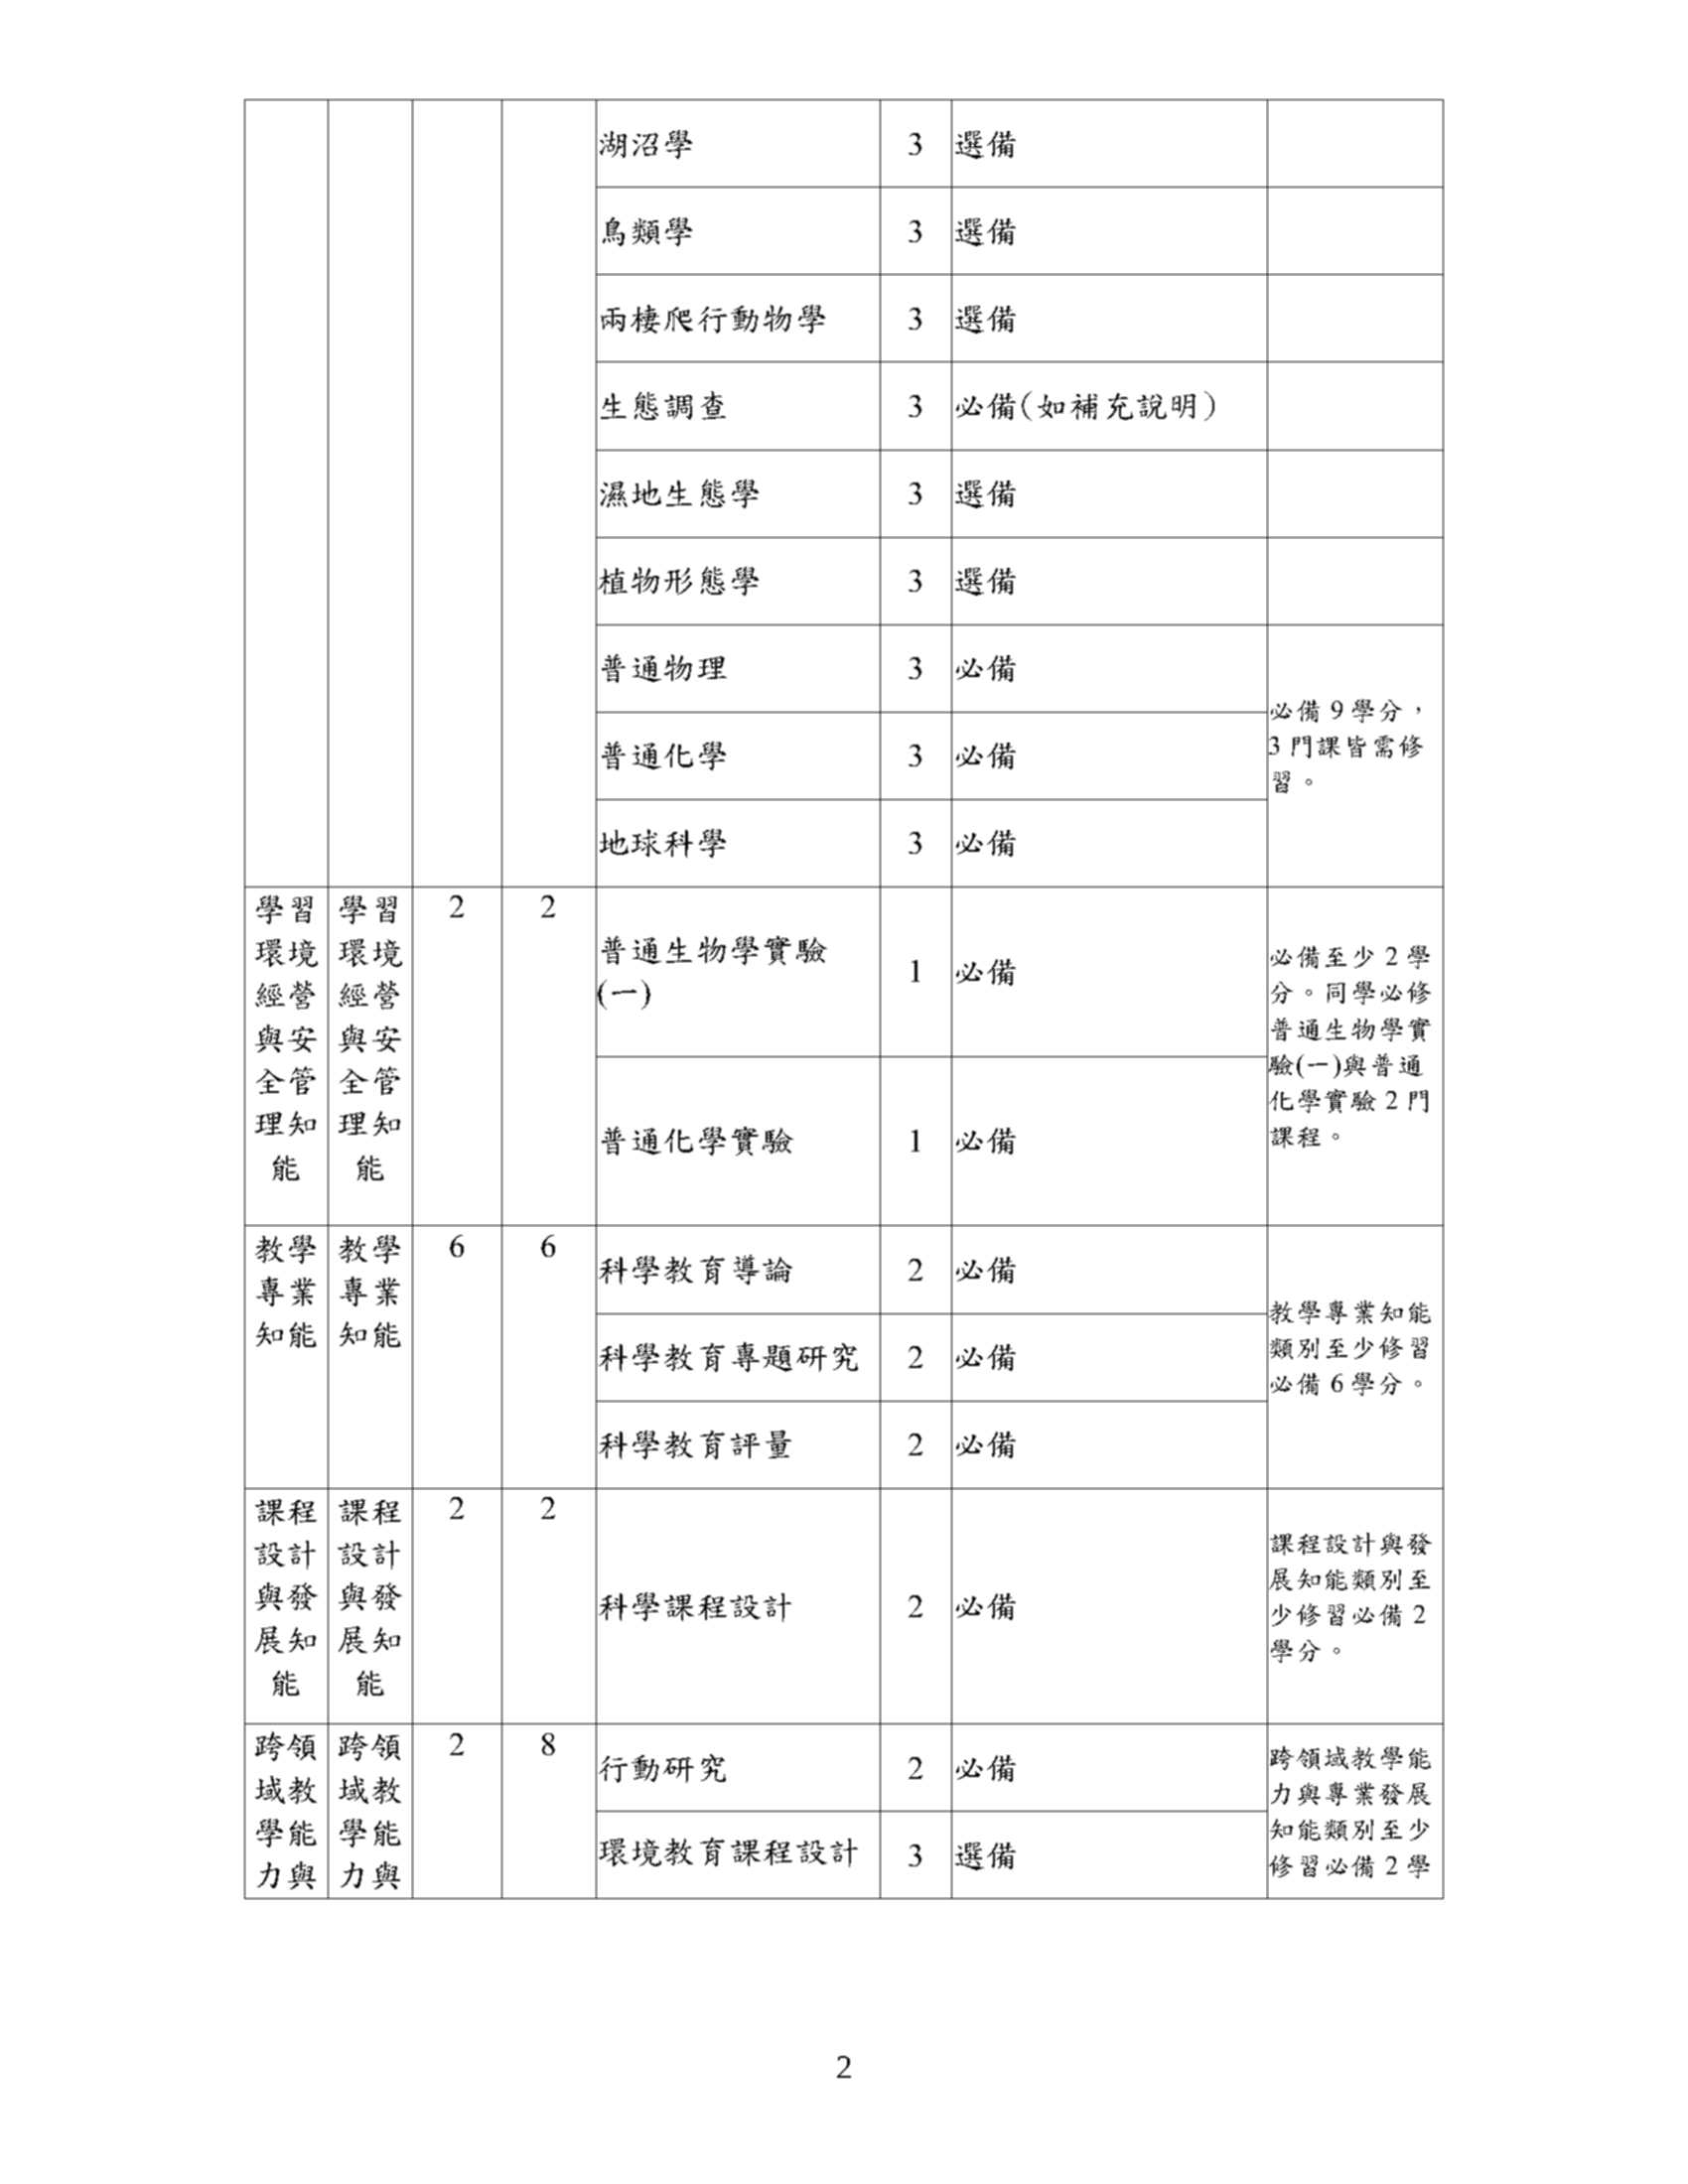 湖沼學 3 選備
鳥類學 3 選備
兩棲爬行動物學 3 選備
生態調查 3 必備(如補充說明)
濕地生態學 3 選備
植物形態學 3 選備
普通物理 3 必備
普通化學 3 必備
地球科學 3 必備
必備 9 學分，
3 門課皆需修
習。
學習
環境
經營
與安
全管
理知
能
學習
環境
經營
與安
全管
理知
能
2 2
普通生物學實驗
(一)
1 必備
普通化學實驗 1 必備
必備至少 2 學
分。同學必修
普通生物學實
驗(一)與普通
化學實驗 2 門
課程。
教學
專業
知能
教學
專業
知能
6 6
科學教育導論 2 必備
科學教育專題研究 2 必備
科學教育評量 2 必備
教學專業知能
類別至少修習
必備 6 學分。
課程
設計
與發
展知
能
課程
設計
與發
展知
能
2 2
科學課程設計 2 必備
課程設計與發
展知能類別至
少修習必備 2
學分。
跨領
域教
學能
力與
跨領
域教
學能
力與
2 8
行動研究 2 必備
環境教育課程設計 3 選備
跨領域教學能
力與專業發展
知能類別至少
修習必備 2 學
2